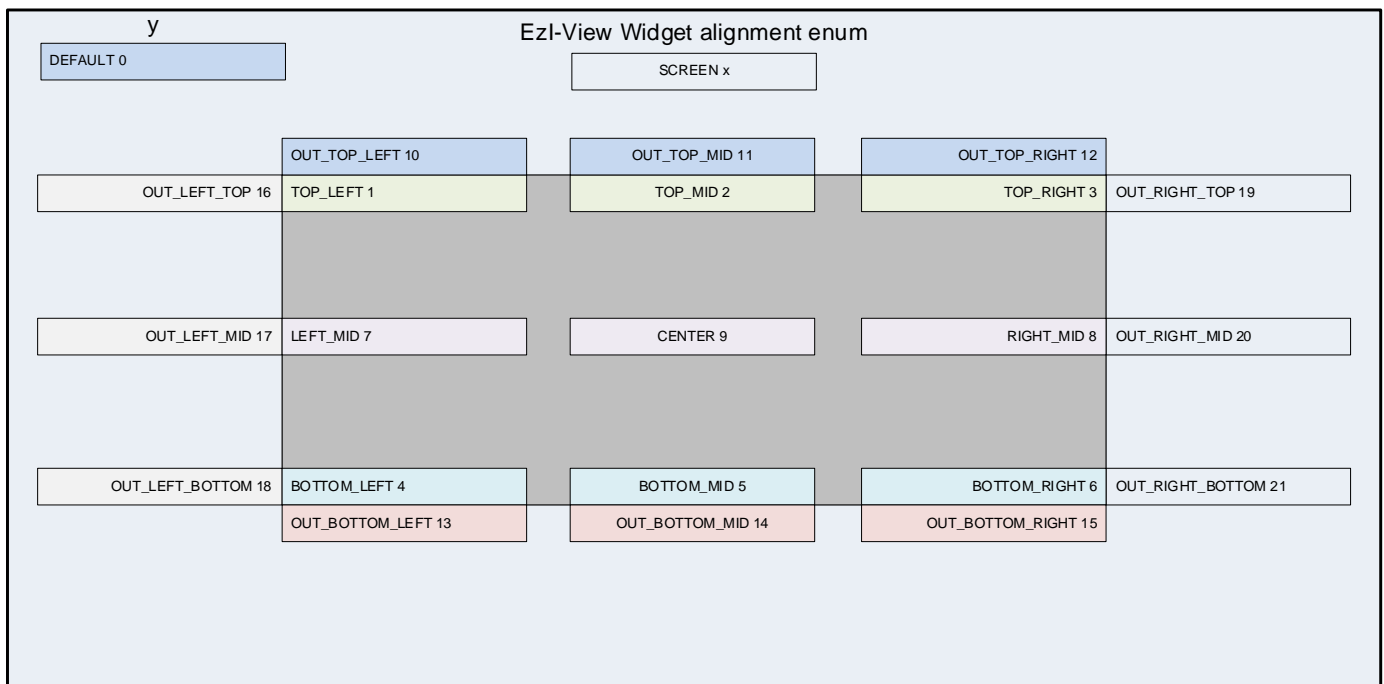 y
EzI-View Widget alignment enum
DEFAULT 0
SCREEN x
OUT_TOP_LEFT 10
OUT_TOP_MID 11
OUT_TOP_RIGHT 12
OUT_LEFT_TOP 16
TOP_LEFT 1
TOP_MID 2
TOP_RIGHT 3
OUT_RIGHT_TOP 19
OUT_LEFT_MID 17
LEFT_MID 7
CENTER 9
RIGHT_MID 8
OUT_RIGHT_MID 20
OUT_LEFT_BOTTOM 18
BOTTOM_LEFT 4
BOTTOM_MID 5
BOTTOM_RIGHT 6
OUT_RIGHT_BOTTOM 21
OUT_BOTTOM_LEFT 13
OUT_BOTTOM_MID 14
OUT_BOTTOM_RIGHT 15